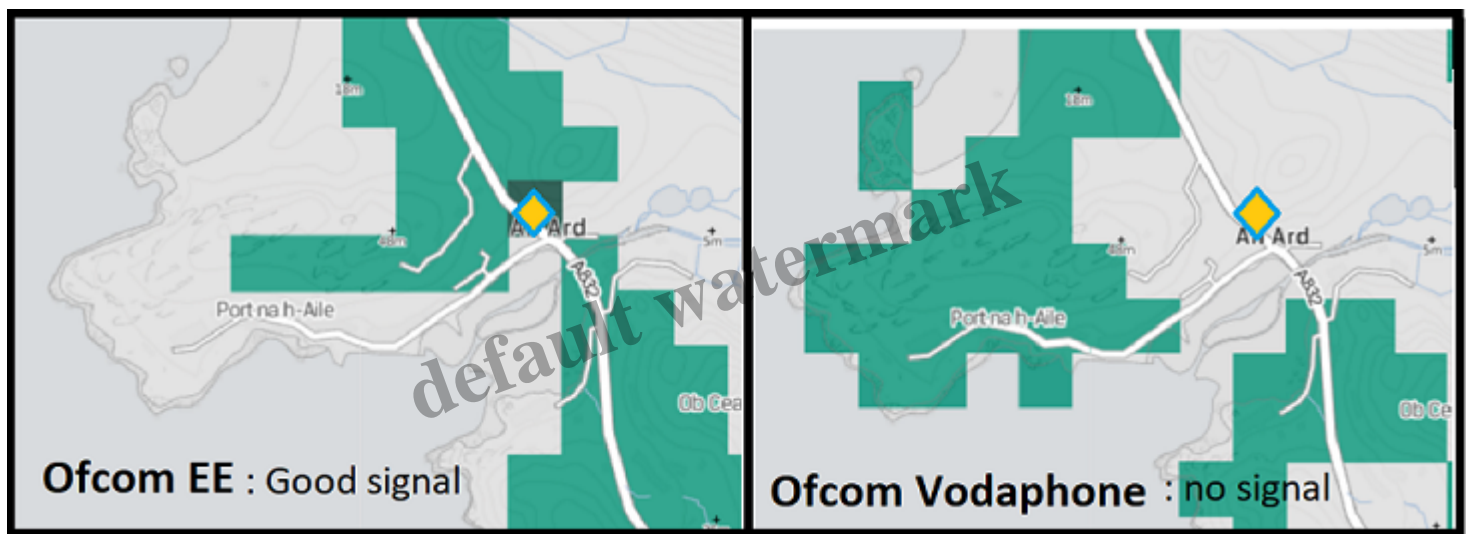 18m
An Ard
48m
5m
A832
Port na h-Aile
Ob Cea
Ofcom EE : Good signal
18m
An Ard
48m
5m
A832
Port na h-Aile
Ob Ce
Ofcom Vodaphone : no signal
default watermark